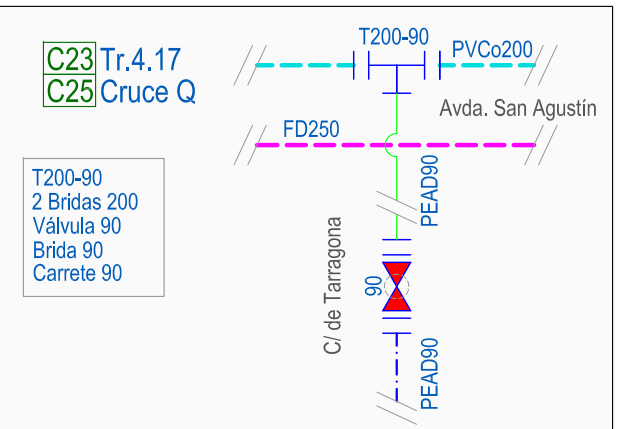 C23 Tr.4.17
C25 Cruce Q
T200-90
PVCo200
Avda. San Agustín
FD250
PEAD90
T200-90
2 Bridas 200
Válvula 90
Brida 90
Carrete 90
C/ de Tarragona
90
PEAD90